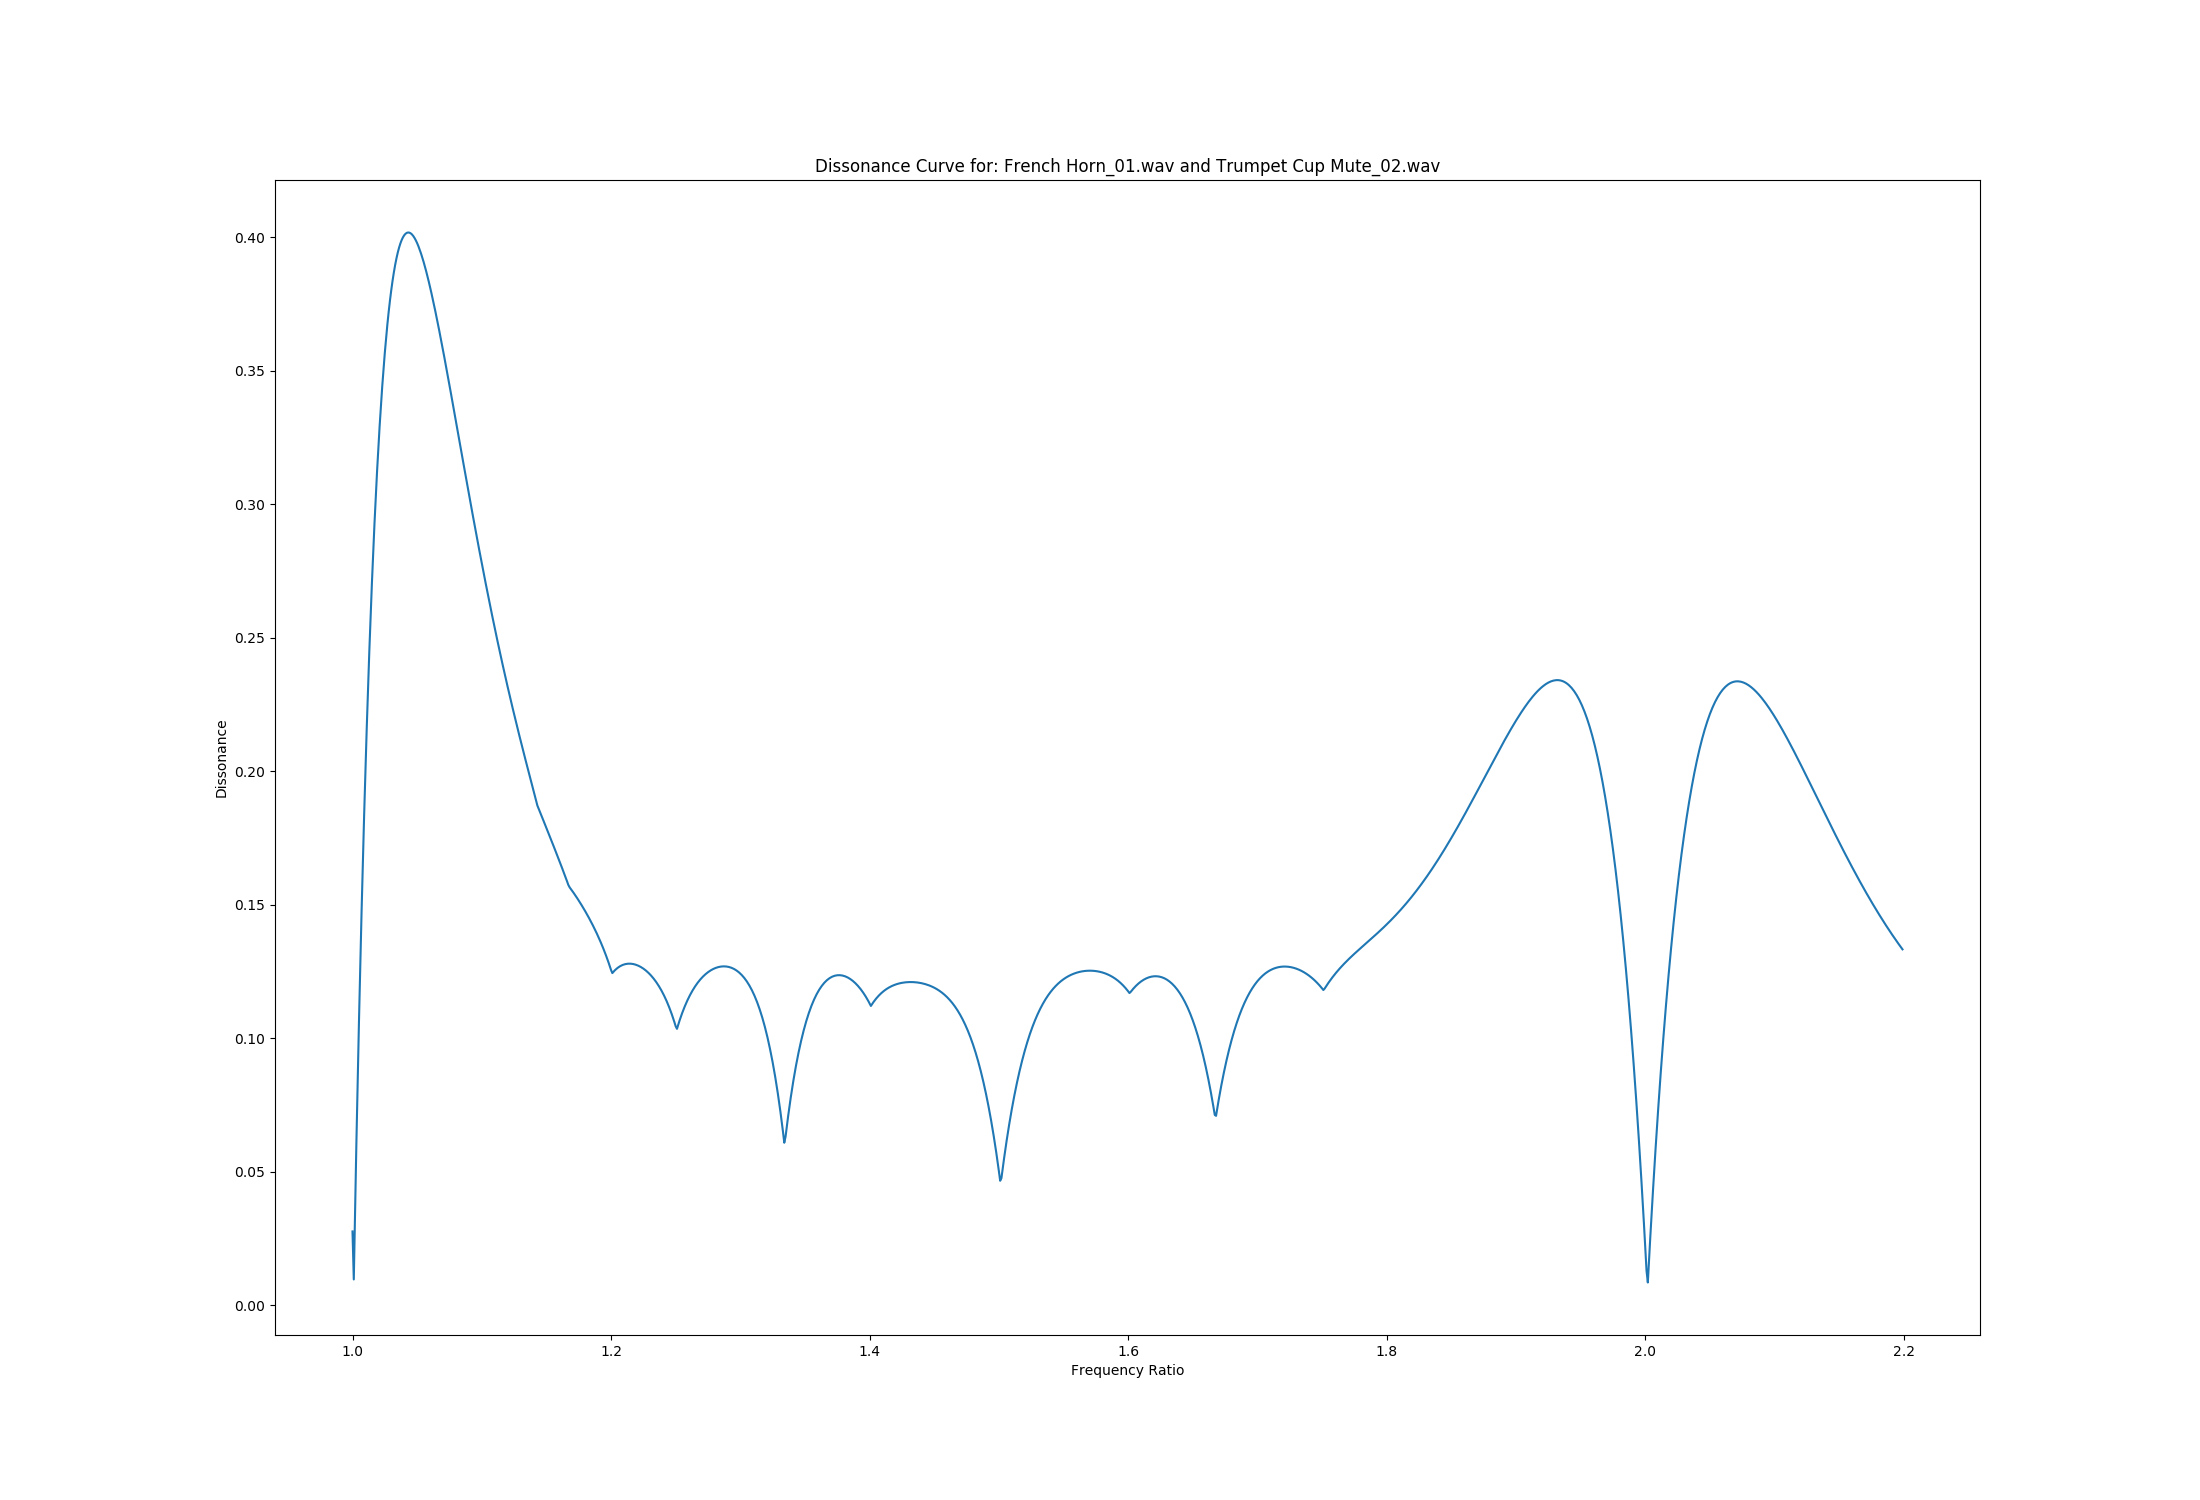 Dissonance Curve for: French Horn_01.wav and Trumpet Cup Mute_02.wav
0.40
0.35
0.30
0.25
0.20
0.15
0.10
0.05
0.00
Dissonance
1.0 1.2 1.4 1.6 1.8 2.0 2.2
Frequency Ratio